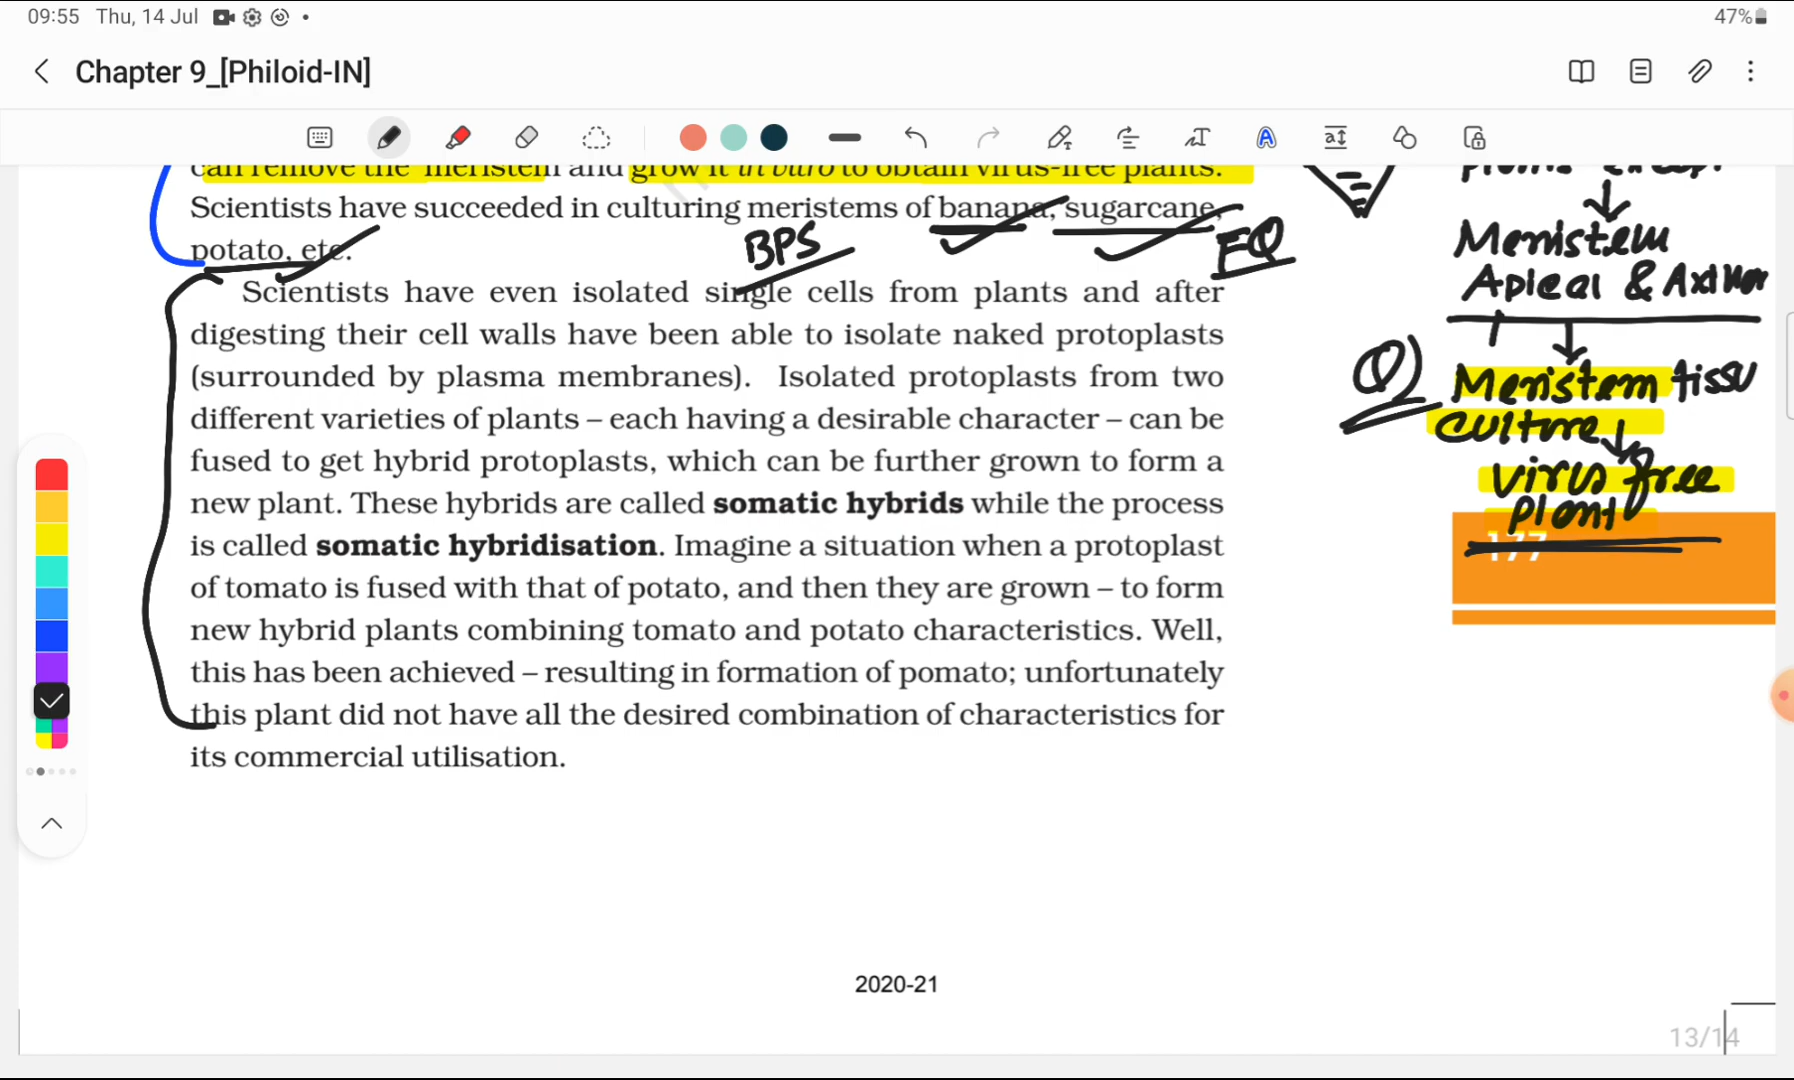 09:55 Thu, 14 Jul
47%
Chapter 9_[Philoid-IN]
can remove the meristem and grow it in vitro to obtain virus-free plants.
Scientists have succeeded in culturing meristems of banana, sugarcane,
potato, etc.
BPS
EQ
Scientists have even isolated single cells from plants and after
digesting their cell walls have been able to isolate naked protoplasts
(surrounded by plasma membranes). Isolated protoplasts from two
different varieties of plants – each having a desirable character – can be
fused to get hybrid protoplasts, which can be further grown to form a
new plant. These hybrids are called somatic hybrids while the process
is called somatic hybridisation. Imagine a situation when a protoplast
of tomato is fused with that of potato, and then they are grown – to form
new hybrid plants combining tomato and potato characteristics. Well,
this has been achieved – resulting in formation of pomato; unfortunately
this plant did not have all the desired combination of characteristics for
its commercial utilisation.
Meristem
Apical &
Q)
Meristem tissu
culture
virus free
plant
177
2020-21
13/14